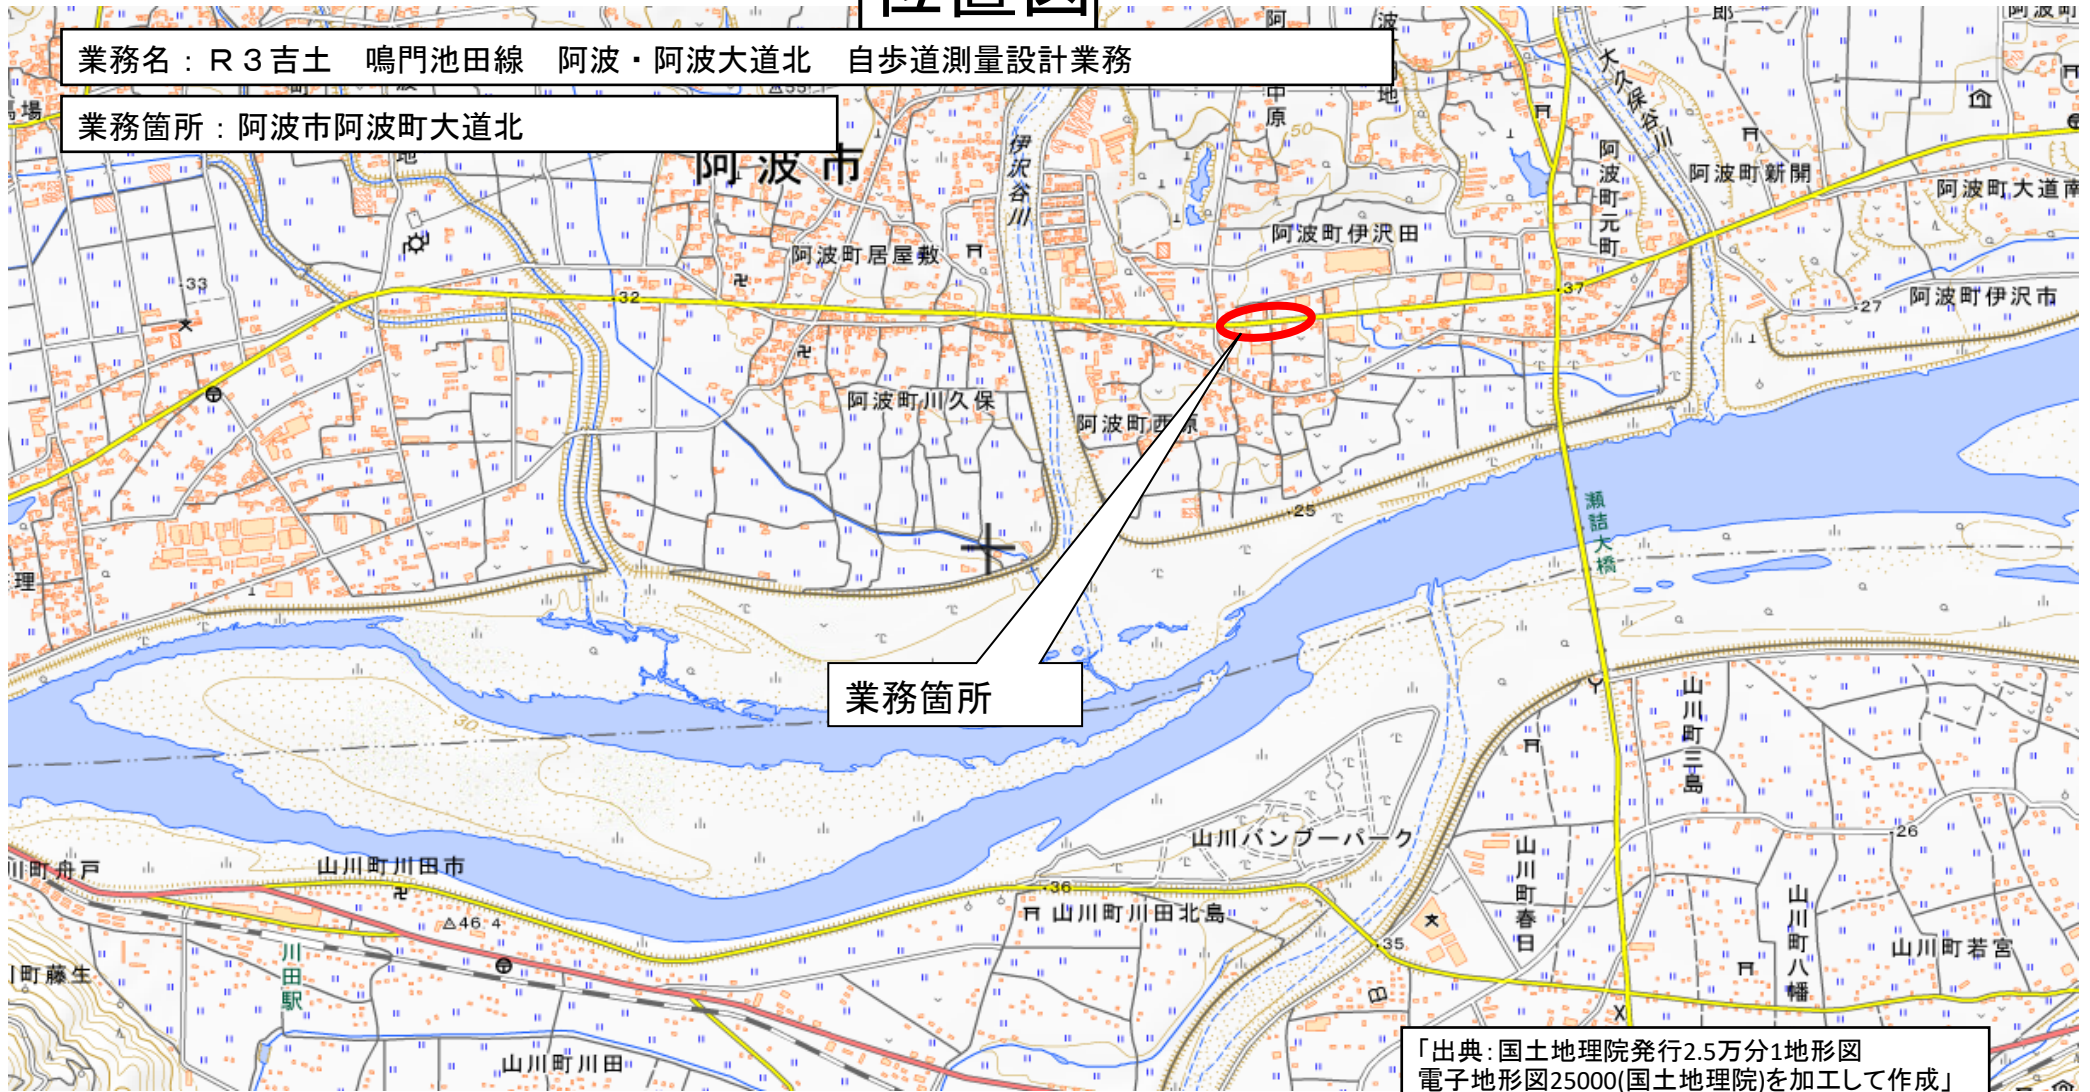 位置図
業務名：Ｒ３吉土　鳴門池田線　阿波・阿波大道北　自歩道測量設計業務
業務箇所：阿波市阿波町大道北
阿波市
伊沢谷川
大久保谷川
中原
50
阿波町元町
阿波町新開
阿波町大道南
阿波町伊沢田
阿波町居屋敷
阿波町伊沢市
33
32
37
27
阿波町川久保
阿波町西原
25
瀬詰大橋
業務箇所
30
山川町三島
山川バンブーパーク
26
川町舟戸
山川町川田市
36
山川町川田北島
山川町春日
山川町八幡
山川町若宮
46.4
35
川田駅
町藤生
山川町川田
「出典:国土地理院発行2.5万分1地形図
電子地形図25000(国土地理院)を加工して作成」